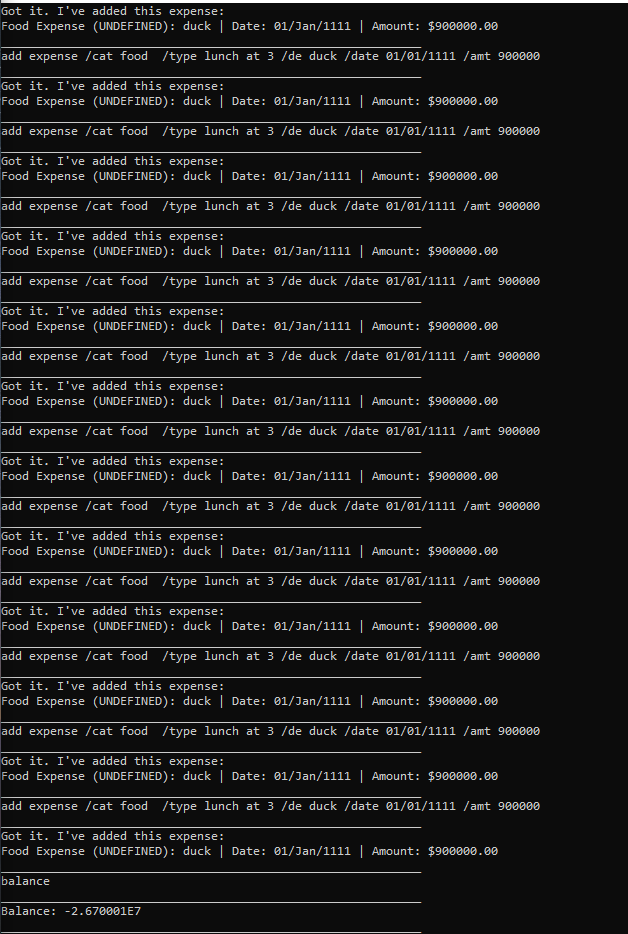 Got it. I've added this expense:
Food Expense (UNDEFINED): duck | Date: 01/Jan/1111 | Amount: $900000.00
add expense /cat food  /type lunch at 3 /de duck /date 01/01/1111 /amt 900000
Got it. I've added this expense:
Food Expense (UNDEFINED): duck | Date: 01/Jan/1111 | Amount: $900000.00
add expense /cat food  /type lunch at 3 /de duck /date 01/01/1111 /amt 900000
Got it. I've added this expense:
Food Expense (UNDEFINED): duck | Date: 01/Jan/1111 | Amount: $900000.00
add expense /cat food  /type lunch at 3 /de duck /date 01/01/1111 /amt 900000
Got it. I've added this expense:
Food Expense (UNDEFINED): duck | Date: 01/Jan/1111 | Amount: $900000.00
add expense /cat food  /type lunch at 3 /de duck /date 01/01/1111 /amt 900000
Got it. I've added this expense:
Food Expense (UNDEFINED): duck | Date: 01/Jan/1111 | Amount: $900000.00
add expense /cat food  /type lunch at 3 /de duck /date 01/01/1111 /amt 900000
Got it. I've added this expense:
Food Expense (UNDEFINED): duck | Date: 01/Jan/1111 | Amount: $900000.00
add expense /cat food  /type lunch at 3 /de duck /date 01/01/1111 /amt 900000
Got it. I've added this expense:
Food Expense (UNDEFINED): duck | Date: 01/Jan/1111 | Amount: $900000.00
add expense /cat food  /type lunch at 3 /de duck /date 01/01/1111 /amt 900000
Got it. I've added this expense:
Food Expense (UNDEFINED): duck | Date: 01/Jan/1111 | Amount: $900000.00
add expense /cat food  /type lunch at 3 /de duck /date 01/01/1111 /amt 900000
Got it. I've added this expense:
Food Expense (UNDEFINED): duck | Date: 01/Jan/1111 | Amount: $900000.00
add expense /cat food  /type lunch at 3 /de duck /date 01/01/1111 /amt 900000
Got it. I've added this expense:
Food Expense (UNDEFINED): duck | Date: 01/Jan/1111 | Amount: $900000.00
add expense /cat food  /type lunch at 3 /de duck /date 01/01/1111 /amt 900000
Got it. I've added this expense:
Food Expense (UNDEFINED): duck | Date: 01/Jan/1111 | Amount: $900000.00
add expense /cat food  /type lunch at 3 /de duck /date 01/01/1111 /amt 900000
Got it. I've added this expense:
Food Expense (UNDEFINED): duck | Date: 01/Jan/1111 | Amount: $900000.00
balance
Balance: -2.670001E7